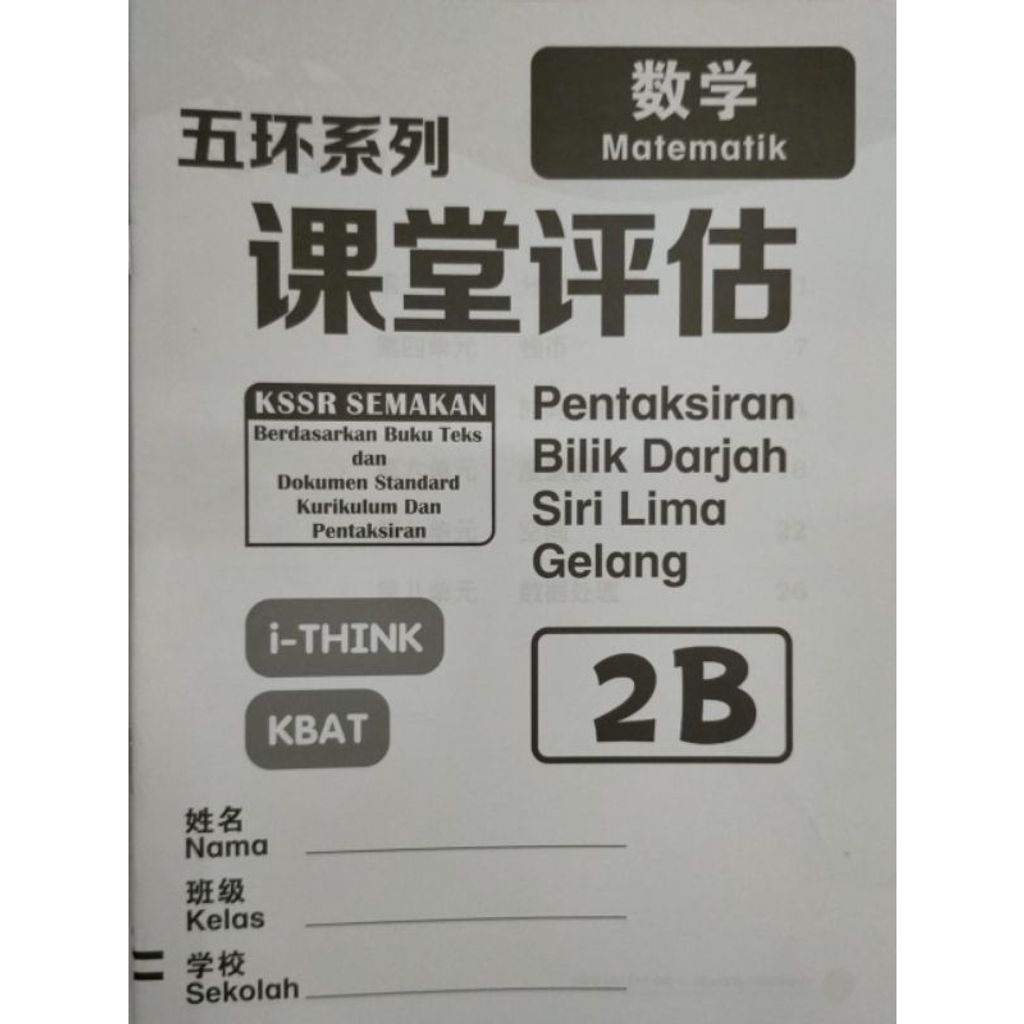 数学
Matematik
五环系列
课堂评估
KSSR SEMAKAN
Berdasarkan Buku Teks
dan
Dokumen Standard
Kurikulum Dan
Pentaksiran
Pentaksiran
Bilik Darjah
Siri Lima
Gelang
i-THINK
KBAT
2B
姓名
Nama
班级
Kelas
学校
Sekolah